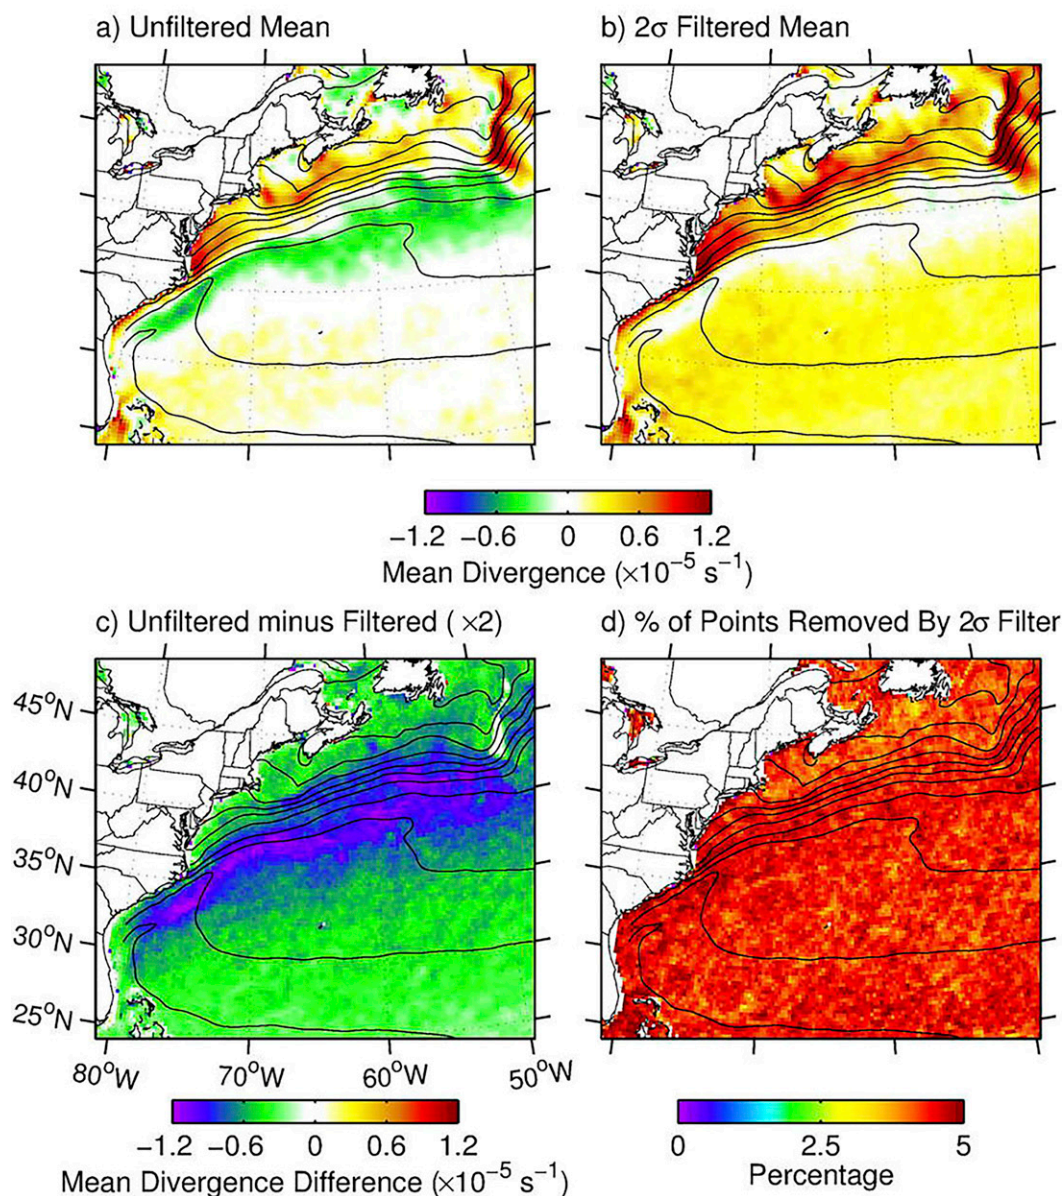 a) Unfiltered Mean
b) 2σ Filtered Mean
−1.2 −0.6 0 0.6 1.2
Mean Divergence (×10⁻⁵ s⁻¹)
c) Unfiltered minus Filtered ( ×2)
d) % of Points Removed By 2σ Filter
45°N
40°N
35°N
30°N
25°N
80°W 70°W 60°W 50°W
−1.2 −0.6 0 0.6 1.2
Mean Divergence Difference (×10⁻⁵ s⁻¹)
0 2.5 5
Percentage